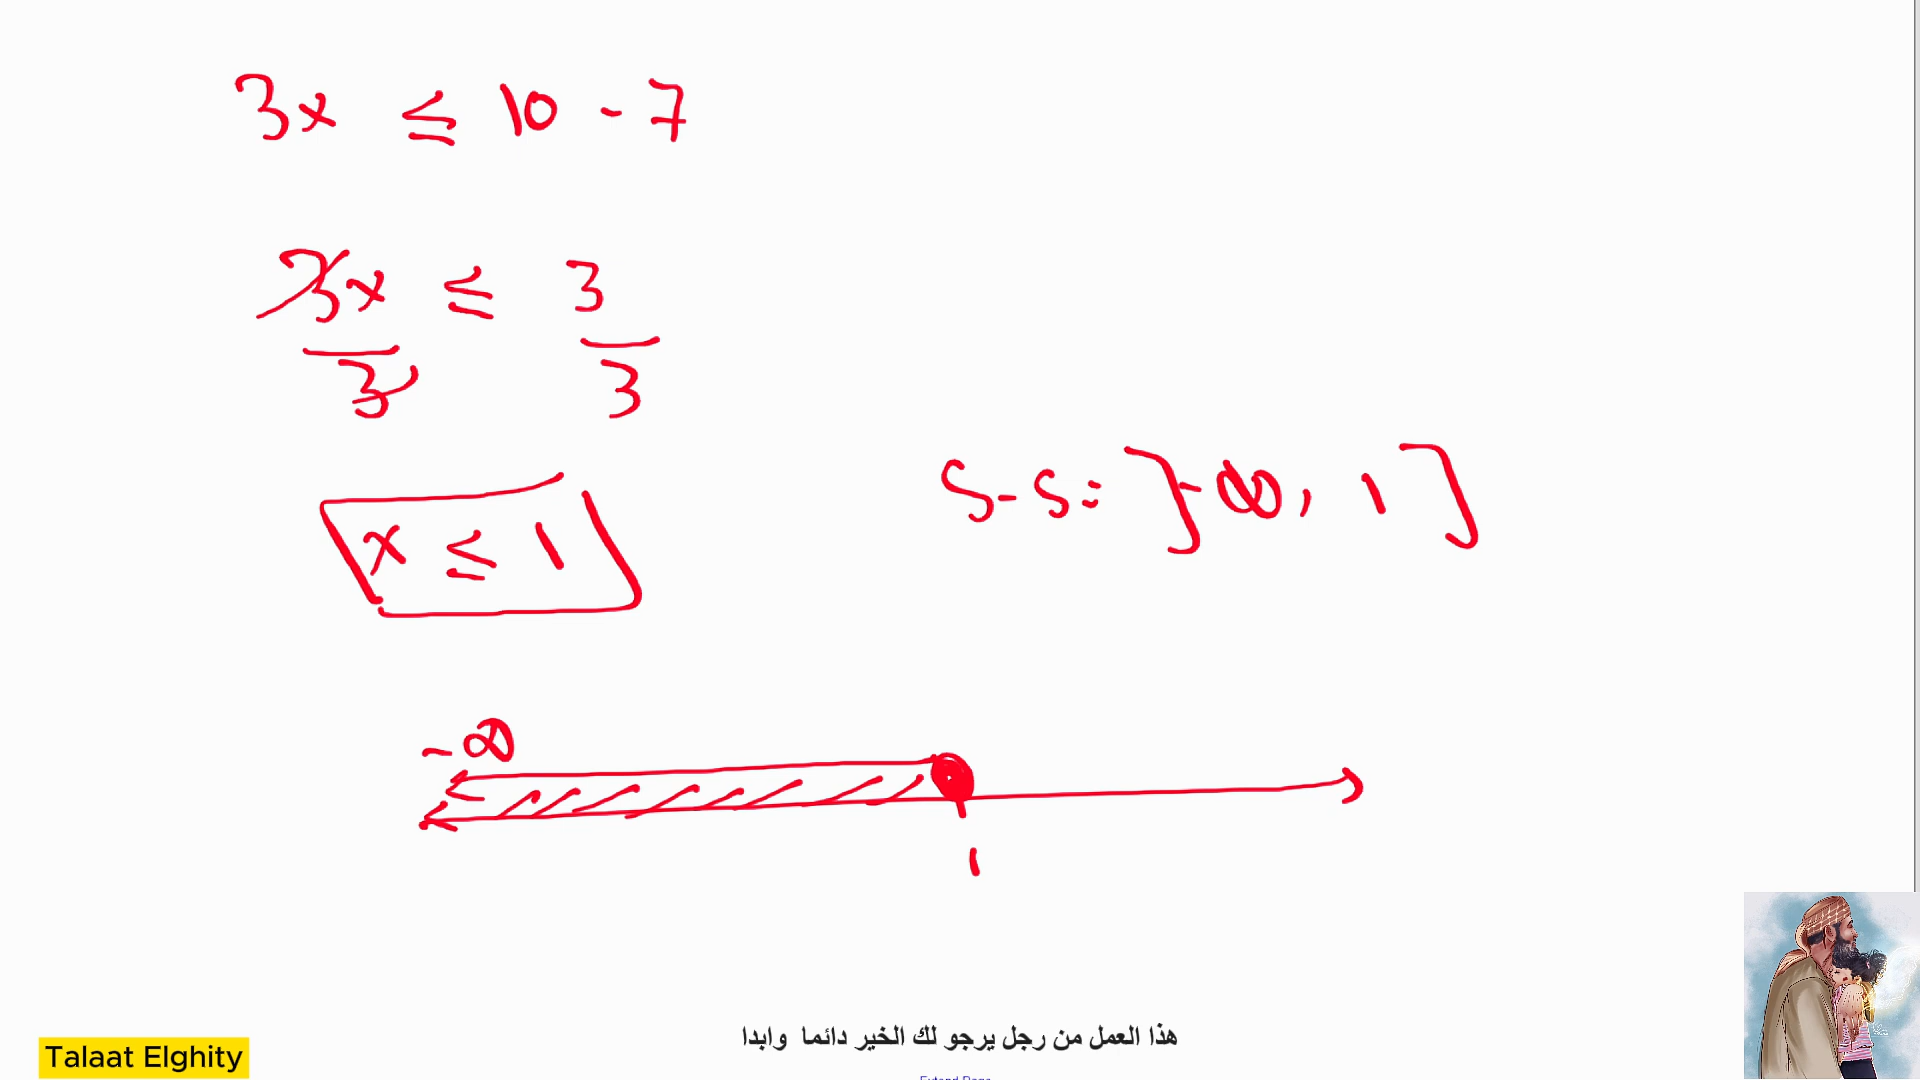 3x ≤ 10 - 7
3x ≤ 3
3 3
x ≤ 1
S-S= ]-∞, 1]
-∞
1
هذا العمل من رجل يرجو لك الخير دائما وابدا
Talaat Elghity